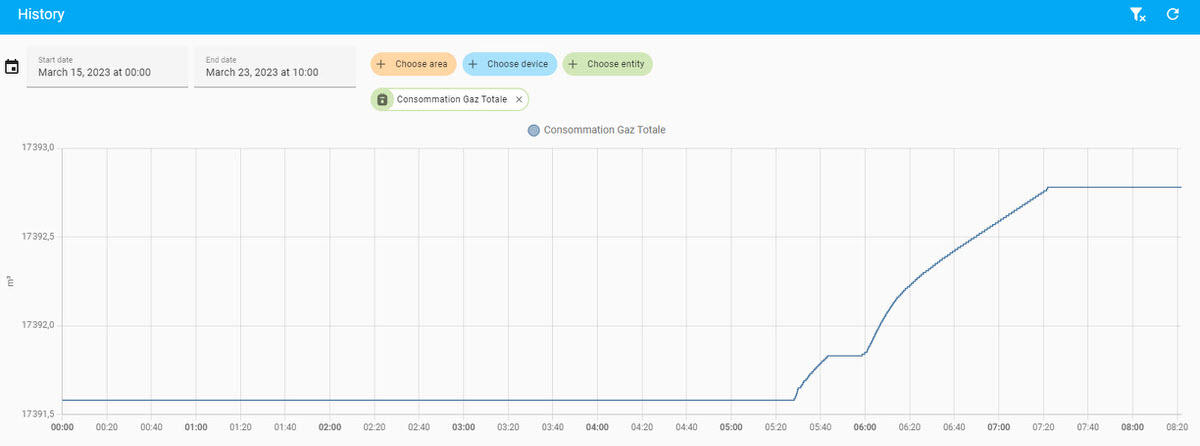 History
Start date
March 15, 2023 at 00:00
End date
March 23, 2023 at 10:00
Choose area
Choose device
Choose entity
Consommation Gaz Totale
Consommation Gaz Totale
17393,0
17392,5
m³
17392,0
17391,5
00:00 00:20 00:40 01:00 01:20 01:40 02:00 02:20 02:40 03:00 03:20 03:40 04:00 04:20 04:40 05:00 05:20 05:40 06:00 06:20 06:40 07:00 07:20 07:40 08:00 08:20